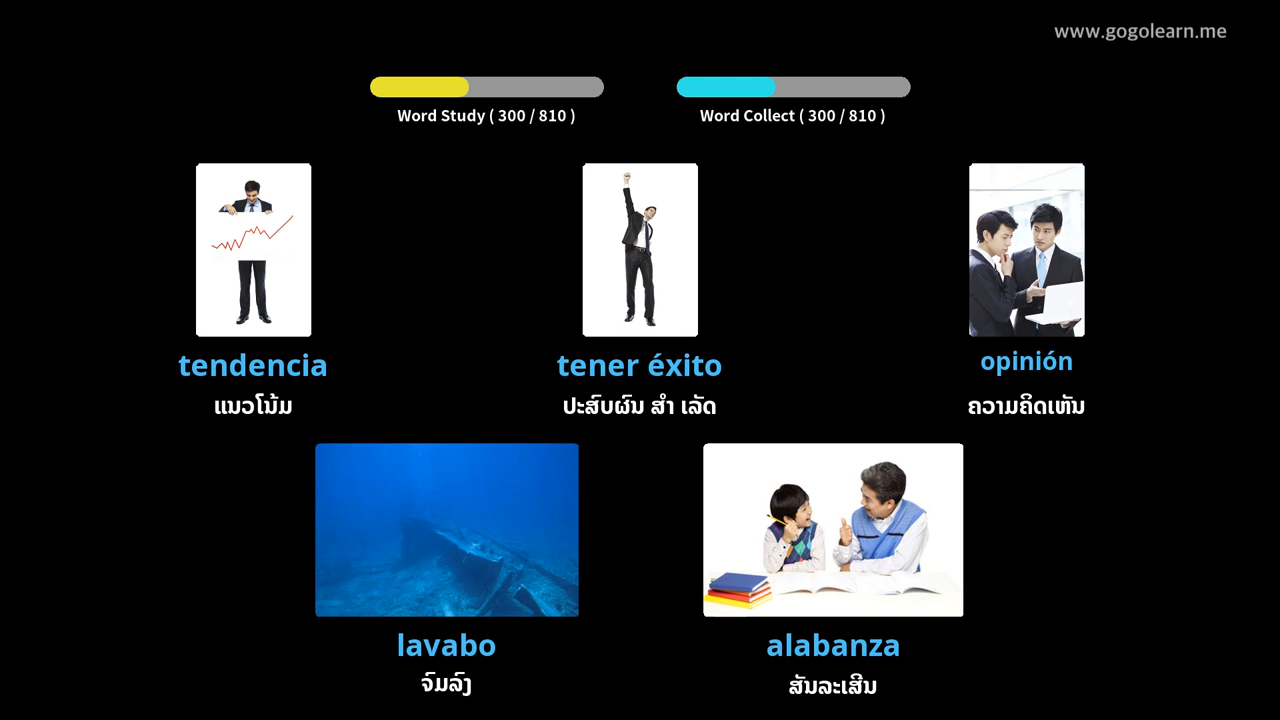 www.gogolearn.me
Word Study ( 300 / 810 )
Word Collect ( 300 / 810 )
tendencia
ແນວໂນ້ມ
tener éxito
ປະສົບຜົນ ສຳ ເລັດ
opinión
ຄວາມຄິດເຫັນ
lavabo
ຈົມລົງ
alabanza
ສັນລະເສີນ